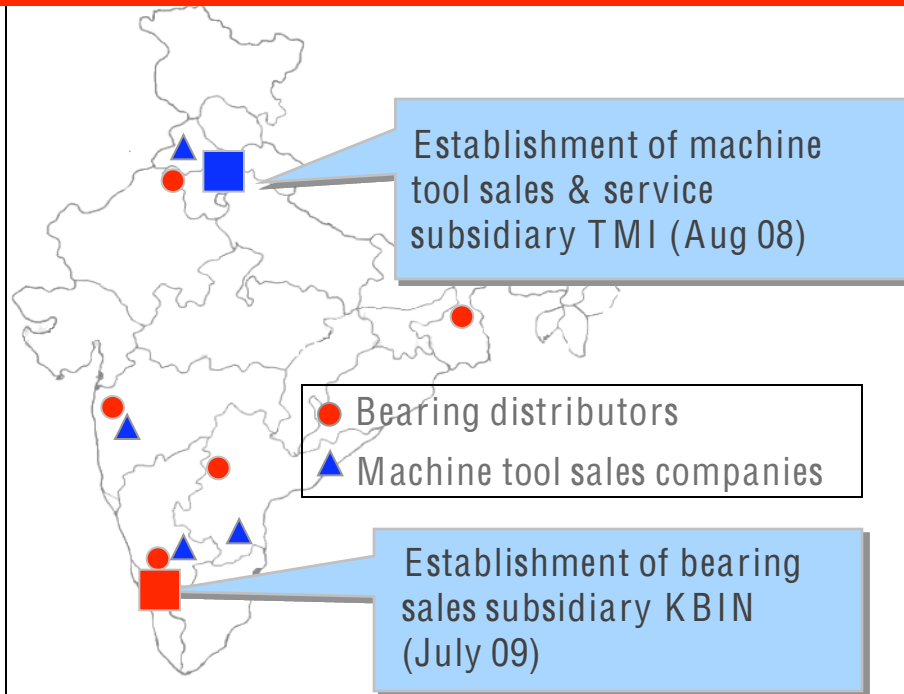 Establishment of machine
tool sales & service
subsidiary TMI (Aug 08)
Bearing distributors
Machine tool sales companies
Establishment of bearing
sales subsidiary KBIN
(July 09)